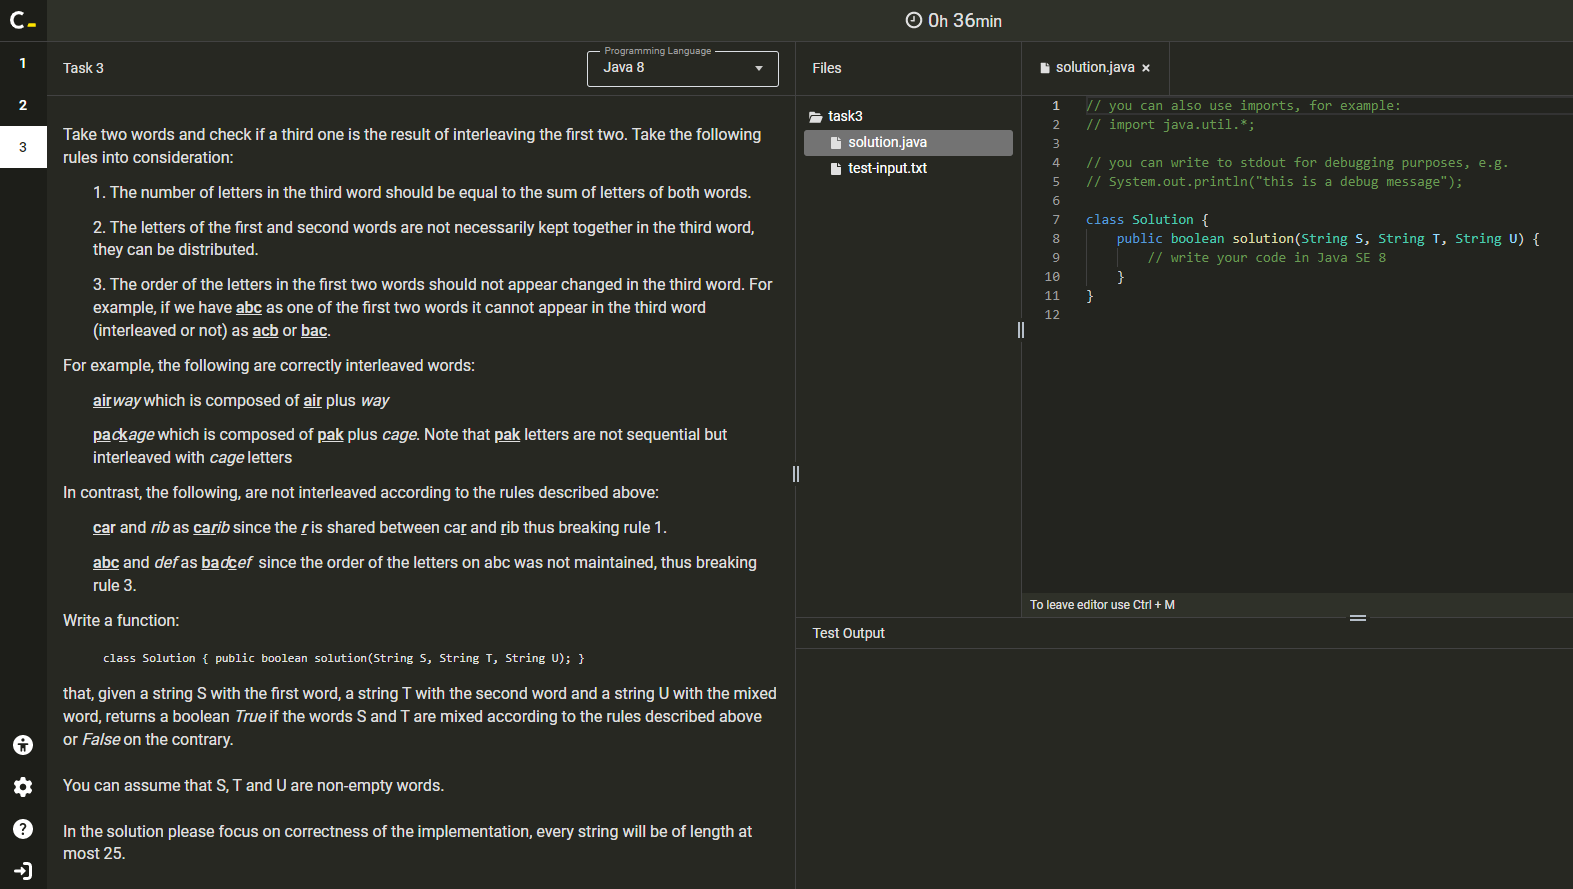 C_
0h 36min
1
2
3
Task 3
Programming Language
Java 8
Take two words and check if a third one is the result of interleaving the first two. Take the following
rules into consideration:
1. The number of letters in the third word should be equal to the sum of letters of both words.
2. The letters of the first and second words are not necessarily kept together in the third word,
they can be distributed.
3. The order of the letters in the first two words should not appear changed in the third word. For
example, if we have abc as one of the first two words it cannot appear in the third word
(interleaved or not) as acb or bac.
For example, the following are correctly interleaved words:
airway which is composed of air plus way
package which is composed of pak plus cage. Note that pak letters are not sequential but
interleaved with cage letters
In contrast, the following, are not interleaved according to the rules described above:
car and rib as carib since the r is shared between car and rib thus breaking rule 1.
abc and def as badcef since the order of the letters on abc was not maintained, thus breaking
rule 3.
Write a function:
class Solution { public boolean solution(String S, String T, String U); }
that, given a string S with the first word, a string T with the second word and a string U with the mixed
word, returns a boolean True if the words S and T are mixed according to the rules described above
or False on the contrary.
You can assume that S, T and U are non-empty words.
In the solution please focus on correctness of the implementation, every string will be of length at
most 25.
Files
task3
solution.java
test-input.txt
solution.java ×
1 // you can also use imports, for example:
2 // import java.util.*;
3
4 // you can write to stdout for debugging purposes, e.g.
5 // System.out.println("this is a debug message");
6
7 class Solution {
8 public boolean solution(String S, String T, String U) {
9 // write your code in Java SE 8
10 }
11 }
12
To leave editor use Ctrl + M
Test Output